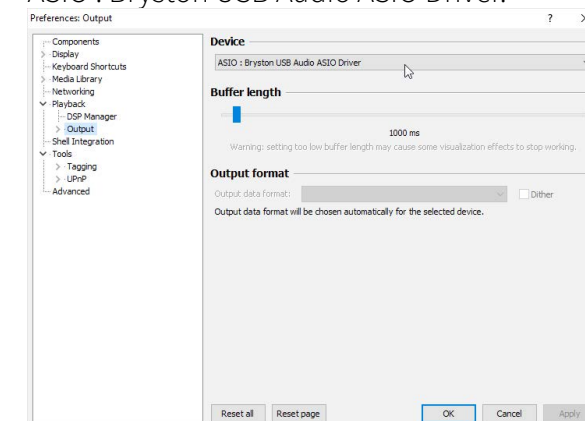 ASIO : Bryston USB Audio ASIO Driver.
Preferences: Output
Components
Display
Keyboard Shortcuts
Media Library
Networking
Playback
DSP Manager
Output
Shell Integration
Tools
Tagging
UPnP
Advanced
Device
ASIO : Bryston USB Audio ASIO Driver
Buffer length
1000 ms
Warning: setting too low buffer length may cause some visualization effects to stop working.
Output format
Output data format:
Dither
Output data format will be chosen automatically for the selected device.
Reset all
Reset page
OK
Cancel
Apply